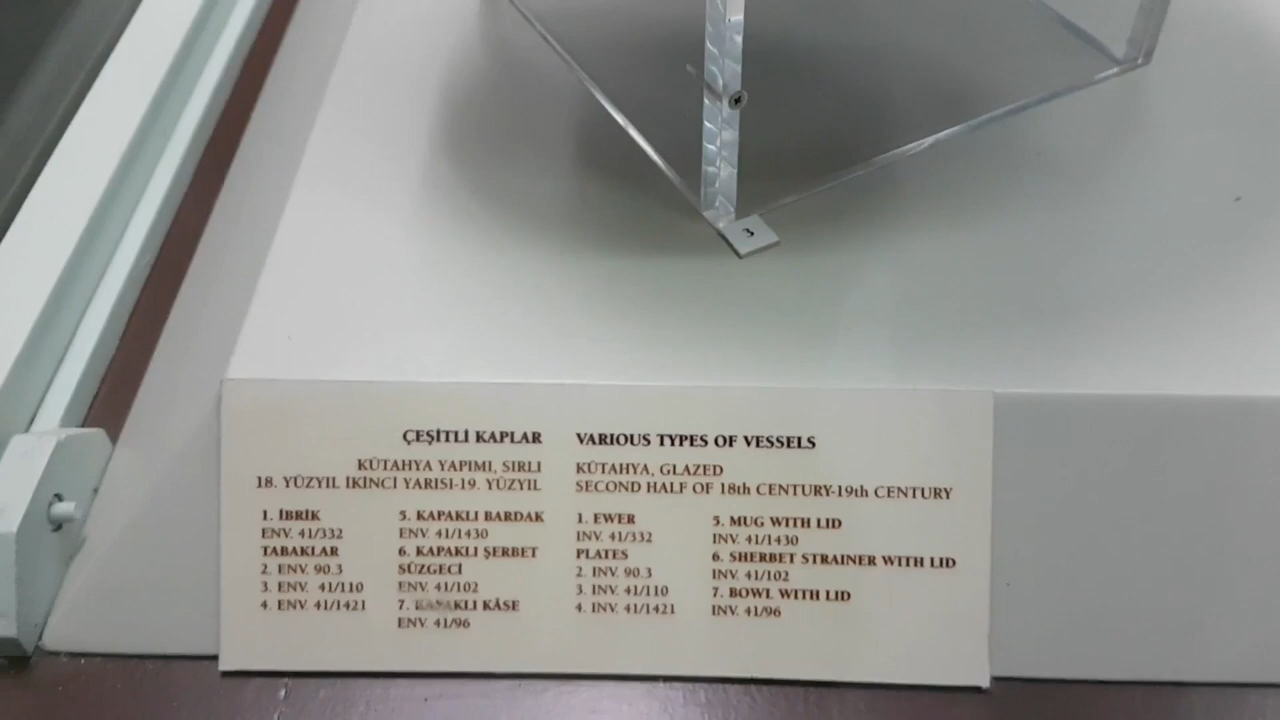 3
ÇEŞİTLİ KAPLAR
KÜTAHYA YAPIMI, SIRLI
18. YÜZYIL İKİNCİ YARISI-19. YÜZYIL
1. İBRİK
ENV. 41/332
TABAKLAR
2. ENV. 90.3
3. ENV. 41/110
4. ENV. 41/1421
5. KAPAKLI BARDAK
ENV. 41/1430
6. KAPAKLI ŞERBET
SÜZGECİ
ENV. 41/102
7. KAPAKLI KÂSE
ENV. 41/96
VARIOUS TYPES OF VESSELS
KÜTAHYA, GLAZED
SECOND HALF OF 18th CENTURY-19th CENTURY
1. EWER
INV. 41/332
PLATES
2. INV. 90.3
3. INV. 41/110
4. INV. 41/1421
5. MUG WITH LID
INV. 41/1430
6. SHERBET STRAINER WITH LID
INV. 41/102
7. BOWL WITH LID
INV. 41/96